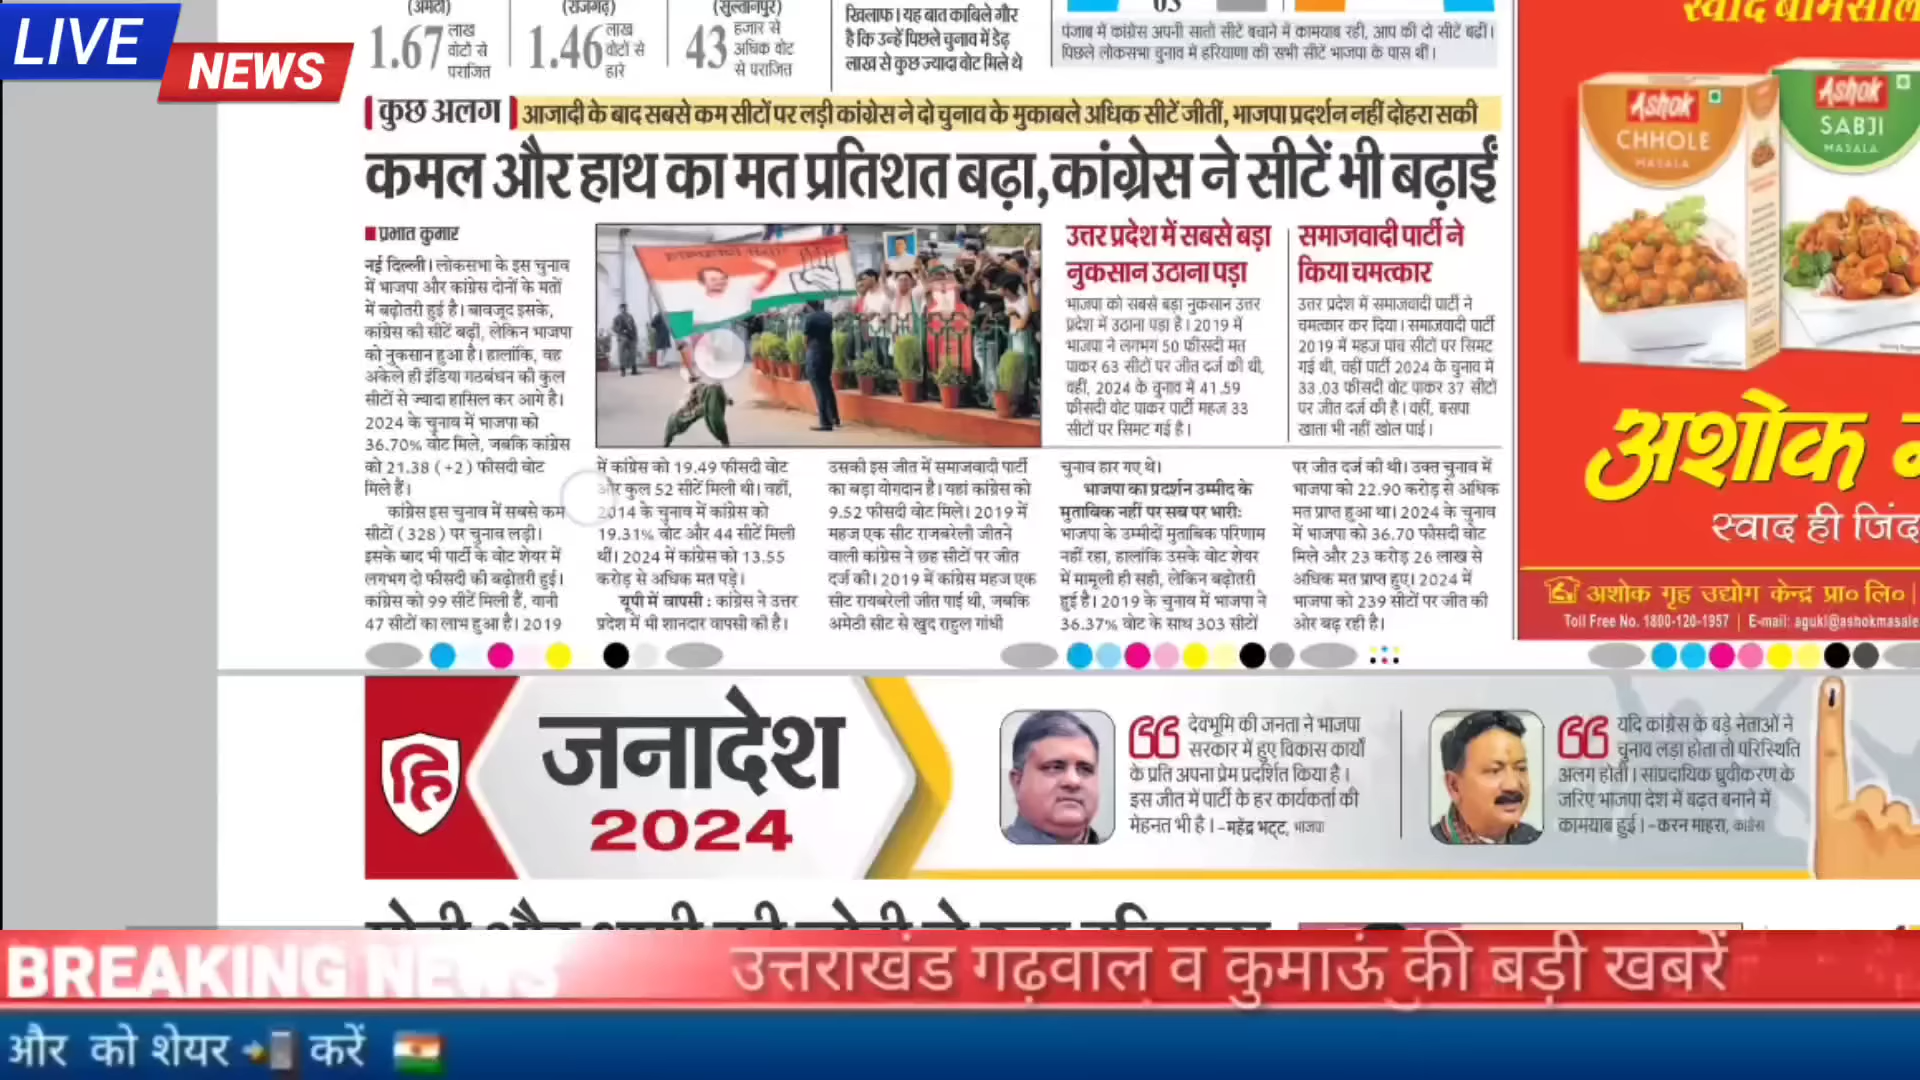 LIVE
NEWS
(अमेठी)
1.67 लाख
वोटों से
पराजित
(राजगढ़)
1.46 लाख
वोटों से
हारे
(सुल्तानपुर)
43 हजार से
अधिक वोट
से पराजित
खिलाफ। यह बात काबिले गौर
है कि उन्हें पिछले चुनाव में डेढ़
लाख से कुछ ज्यादा वोट मिले थे
03
पंजाब में कांग्रेस अपनी सातों सीटें बचाने में कामयाब रही, आप की दो सीटें बढ़ीं।
पिछले लोकसभा चुनाव में हरियाणा की सभी सीटें भाजपा के पास थीं।
कुछ अलग
आजादी के बाद सबसे कम सीटों पर लड़ी कांग्रेस ने दो चुनाव के मुकाबले अधिक सीटें जीतीं, भाजपा प्रदर्शन नहीं दोहरा सकी
कमल और हाथ का मत प्रतिशत बढ़ा, कांग्रेस ने सीटें भी बढ़ाईं
प्रभात कुमार
नई दिल्ली। लोकसभा के इस चुनाव
में भाजपा और कांग्रेस दोनों के मतों
में बढ़ोतरी हुई है। बावजूद इसके,
कांग्रेस की सीटें बढ़ीं, लेकिन भाजपा
को नुकसान हुआ है। हालांकि, वह
अकेले ही इंडिया गठबंधन की कुल
सीटों से ज्यादा हासिल कर आगे है।
2024 के चुनाव में भाजपा को
36.70% वोट मिले, जबकि कांग्रेस
को 21.38 (+2) फीसदी वोट
मिले हैं।
कांग्रेस इस चुनाव में सबसे कम
सीटों (328) पर चुनाव लड़ी।
इसके बाद भी पार्टी के वोट शेयर में
लगभग दो फीसदी की बढ़ोतरी हुई।
कांग्रेस को 99 सीटें मिली हैं, यानी
47 सीटों का लाभ हुआ है। 2019
में कांग्रेस को 19.49 फीसदी वोट
और कुल 52 सीटें मिली थी। वहीं,
2014 के चुनाव में कांग्रेस को
19.31% वोट और 44 सीटें मिली
थीं। 2024 में कांग्रेस को 13.55
करोड़ से अधिक मत पड़े।
यूपी में वापसी : कांग्रेस ने उत्तर
प्रदेश में भी शानदार वापसी की है।
उसकी इस जीत में समाजवादी पार्टी
का बड़ा योगदान है। यहां कांग्रेस को
9.52 फीसदी वोट मिले। 2019 में
महज एक सीट राजबरेली जीतने
वाली कांग्रेस ने छह सीटों पर जीत
दर्ज की। 2019 में कांग्रेस महज एक
सीट रायबरेली जीत पाई थी, जबकि
अमेठी सीट से खुद राहुल गांधी
चुनाव हार गए थे।
भाजपा का प्रदर्शन उम्मीद के
मुताबिक नहीं पर सब पर भारी:
भाजपा के उम्मीदों मुताबिक परिणाम
नहीं रहा, हालांकि उसके वोट शेयर
में मामूली ही सही, लेकिन बढ़ोतरी
हुई है। 2019 के चुनाव में भाजपा ने
36.37% वोट के साथ 303 सीटों
पर जीत दर्ज की थी। उक्त चुनाव में
भाजपा को 22.90 करोड़ से अधिक
मत प्राप्त हुआ था। 2024 के चुनाव
में भाजपा को 36.70 फीसदी वोट
मिले और 23 करोड़ 26 लाख से
अधिक मत प्राप्त हुए। 2024 में
भाजपा को 239 सीटों पर जीत की
ओर बढ़ रही है।
उत्तर प्रदेश में सबसे बड़ा
नुकसान उठाना पड़ा
भाजपा को सबसे बड़ा नुकसान उत्तर
प्रदेश में उठाना पड़ा है। 2019 में
भाजपा ने लगभग 50 फीसदी मत
पाकर 63 सीटों पर जीत दर्ज की थी,
वहीं, 2024 के चुनाव में 41.59
फीसदी वोट पाकर पार्टी महज 33
सीटों पर सिमट गई है।
समाजवादी पार्टी ने
किया चमत्कार
उत्तर प्रदेश में समाजवादी पार्टी ने
चमत्कार कर दिया। समाजवादी पार्टी
2019 में महज पांच सीटों पर सिमट
गई थी, वहीं पार्टी 2024 के चुनाव में
33.03 फीसदी वोट पाकर 37 सीटों
पर जीत दर्ज की है। वहीं, बसपा
खाता भी नहीं खोल पाई।
Ashok
CHHOLE
MASALA
Ashok
SABJI
MASALA
अशोक
स्वाद ही
अशोक गृह उद्योग केन्द्र प्रा० लि०
Toll Free No. 1800-120-1957 | E-mail: agukl@ashokmasale
हि
जनादेश
2024
देवभूमि की जनता ने भाजपा
सरकार में हुए विकास कार्यों
के प्रति अपना प्रेम प्रदर्शित किया है।
इस जीत में पार्टी के हर कार्यकर्ता की
मेहनत भी है। -महेंद्र भट्ट, भाजपा
यदि कांग्रेस के बड़े नेताओं ने
चुनाव लड़ा होता तो परिस्थिति
अलग होती। सांप्रदायिक ध्रुवीकरण के
जरिए भाजपा देश में बढ़त बनाने में
कामयाब हुई। -करन माहरा, कांग्रेस
BREAKING NEWS
उत्तराखंड गढ़वाल व कुमाऊं की बड़ी खबरें
और को शेयर करें